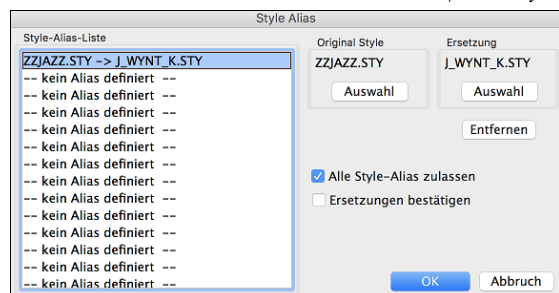 Style Alias
Style-Alias-Liste
ZZJAZZ.STY -> J_WYNT_K.STY
-- kein Alias definiert --
-- kein Alias definiert --
-- kein Alias definiert --
-- kein Alias definiert --
-- kein Alias definiert --
-- kein Alias definiert --
-- kein Alias definiert --
-- kein Alias definiert --
-- kein Alias definiert --
-- kein Alias definiert --
-- kein Alias definiert --
-- kein Alias definiert --
-- kein Alias definiert --
Original Style
ZZJAZZ.STY
Auswahl
Ersetzung
J_WYNT_K.STY
Auswahl
Entfernen
Alle Style-Alias zulassen
Ersetzungen bestätigen
OK
Abbruch